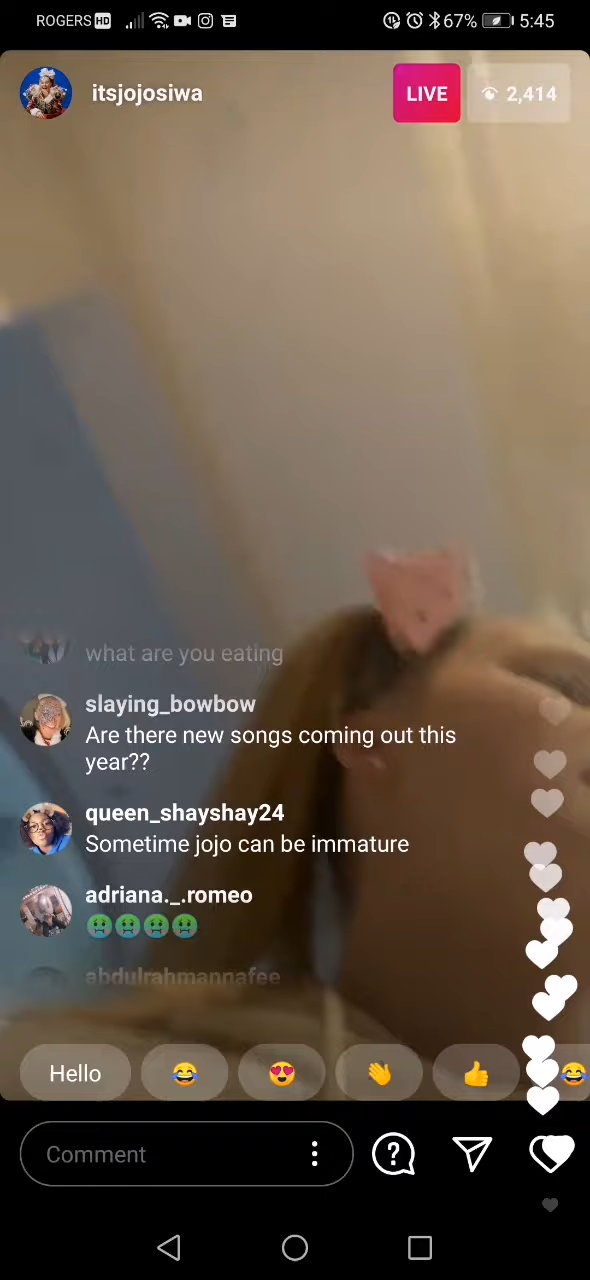 ROGERS HD 67% 5:45
itsjojosiwa LIVE 2,414
what are you eating
slaying_bowbow
Are there new songs coming out this
year??
queen_shayshay24
Sometime jojo can be immature
adriana._.romeo
🤢🤢🤢🤢
abdulrahmannafee
Hello 😂 😍 👋 👍 😂
Comment